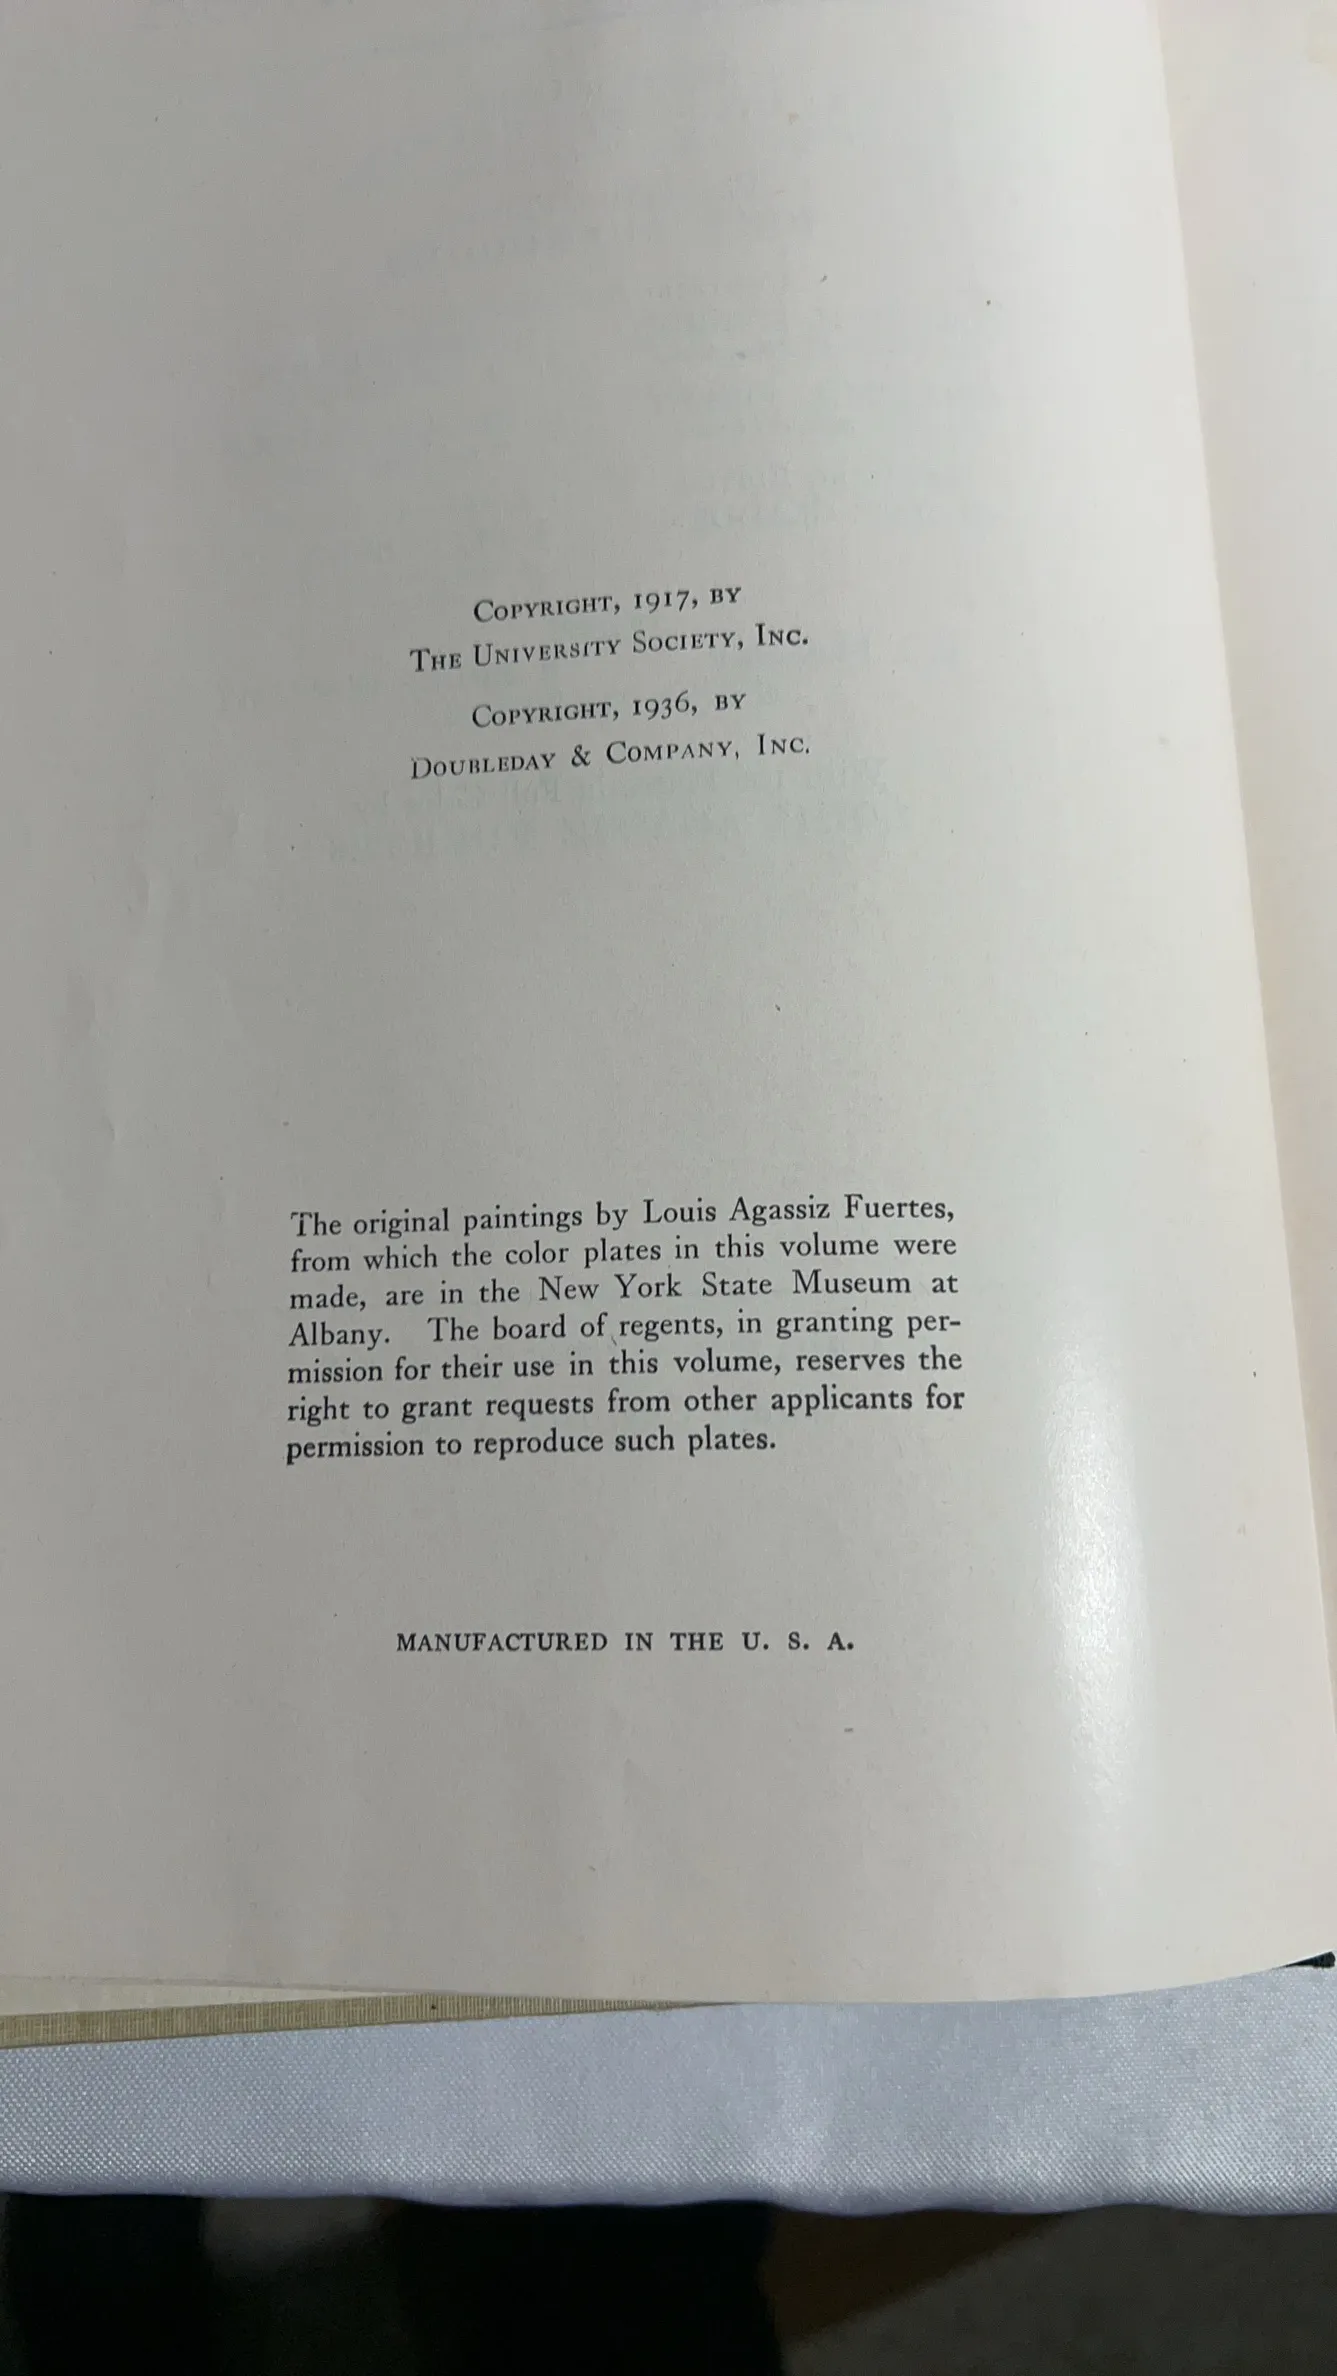 COPYRIGHT, 1917, BY
THE UNIVERSITY SOCIETY, INC.
COPYRIGHT, 1936, BY
DOUBLEDAY & COMPANY, INC.
The original paintings by Louis Agassiz Fuertes,
from which the color plates in this volume were
made, are in the New York State Museum at
Albany. The board of regents, in granting per-
mission for their use in this volume, reserves the
right to grant requests from other applicants for
permission to reproduce such plates.
MANUFACTURED IN THE U. S. A.